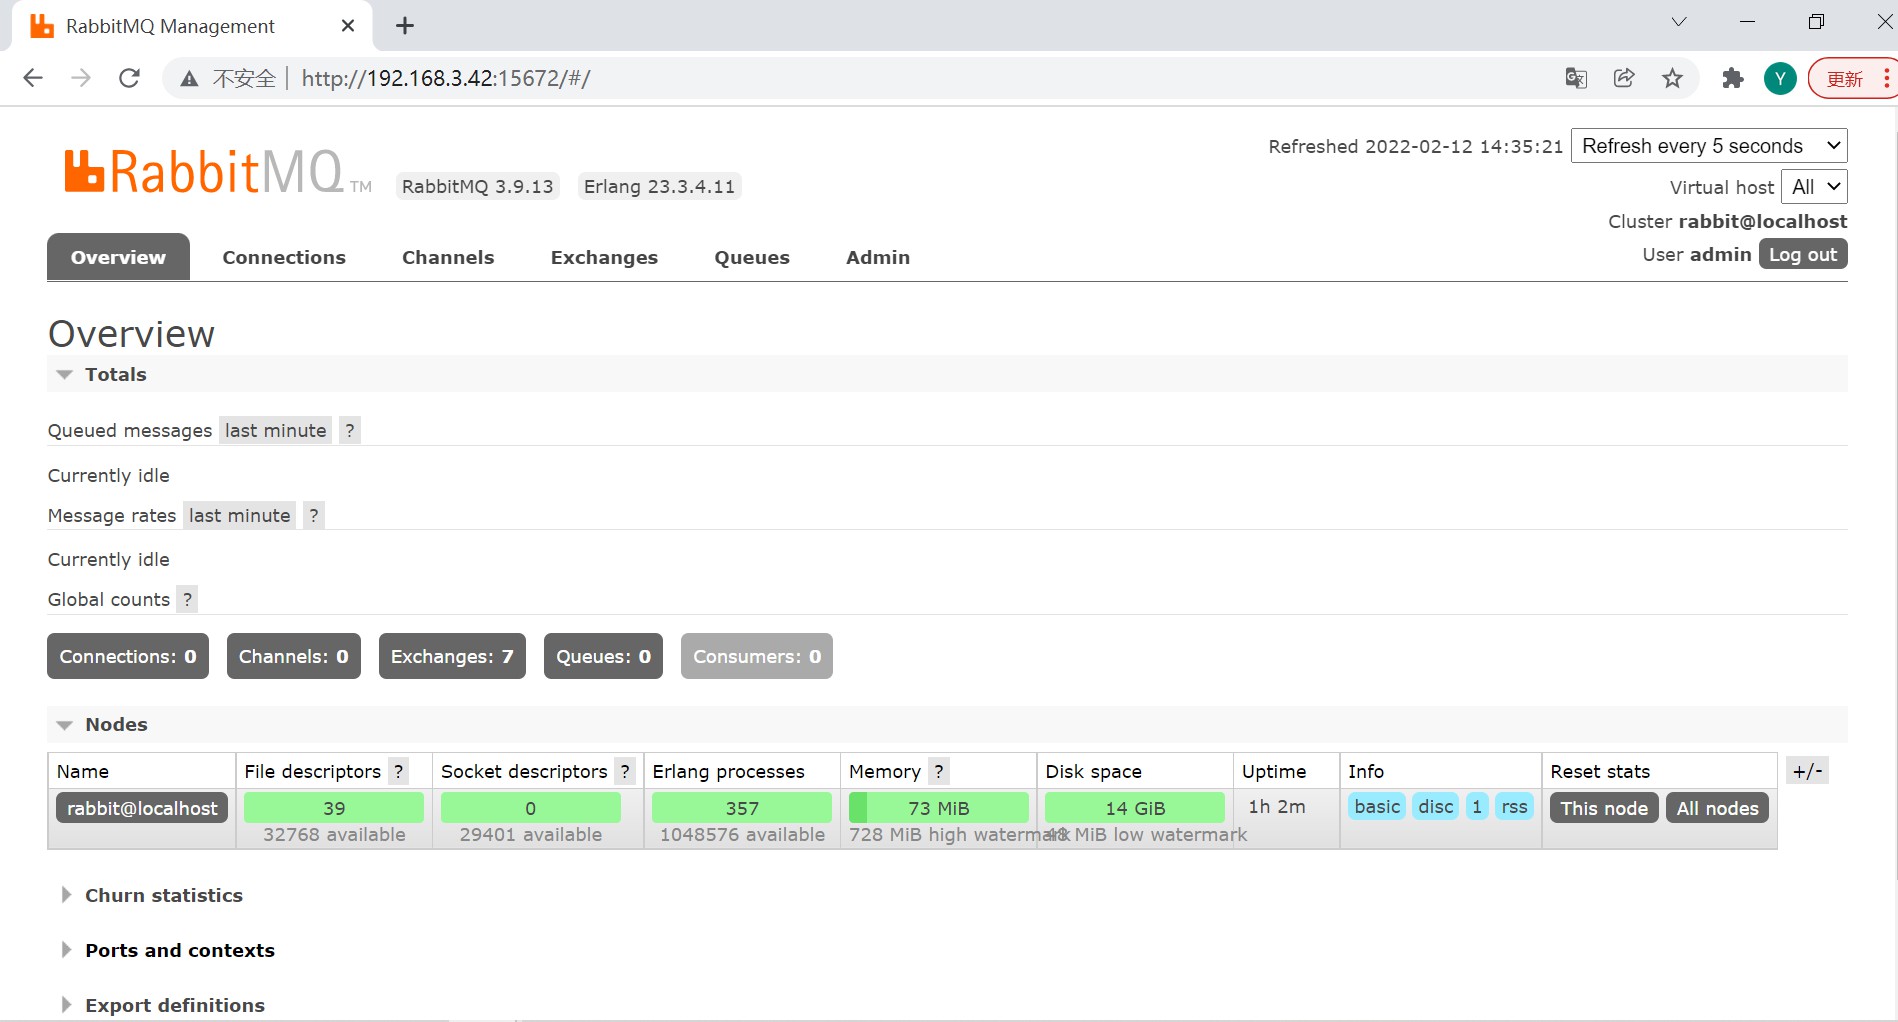 RabbitMQ Management
不安全 http://192.168.3.42:15672/#/
Y
更新
RabbitMQ TM
RabbitMQ 3.9.13 Erlang 23.3.4.11
Refreshed 2022-02-12 14:35:21 Refresh every 5 seconds
Virtual host All
Cluster rabbit@localhost
User admin Log out
Overview Connections Channels Exchanges Queues Admin
Overview
Totals
Queued messages last minute ?
Currently idle
Message rates last minute ?
Currently idle
Global counts ?
Connections: 0 Channels: 0 Exchanges: 7 Queues: 0 Consumers: 0
Nodes
Name File descriptors ? Socket descriptors ? Erlang processes Memory ? Disk space Uptime Info Reset stats +/-
rabbit@localhost 39 0 357 73 MiB 14 GiB 1h 2m basic disc 1 rss This node All nodes
32768 available 29401 available 1048576 available 728 MiB high watermark 48 MiB low watermark
Churn statistics
Ports and contexts
Export definitions